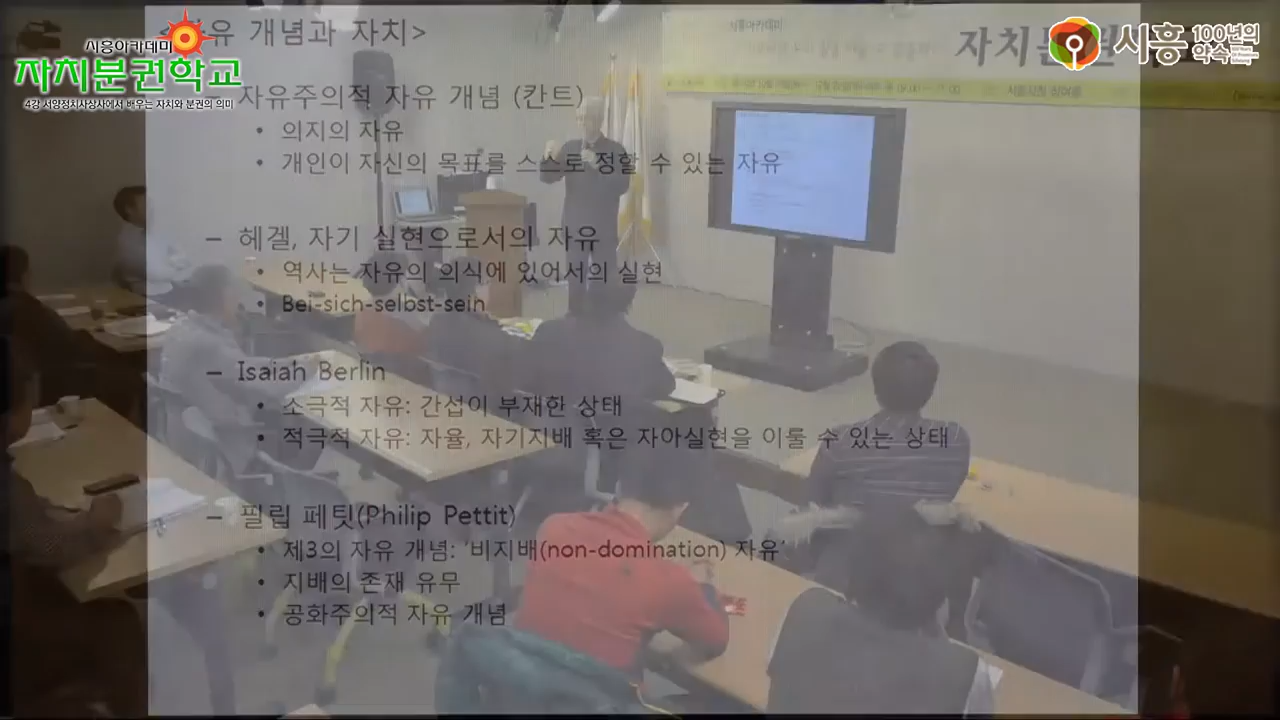 시흥아카데미
자치분권학교
4강 서양정치사상사에서 배우는 자치와 분권의 의미
시흥
100년의
약속
시흥아카데미
유 개념과 자치>
자유주의적 자유 개념 (칸트)
• 의지의 자유
• 개인이 자신의 목표를 스스로 정할 수 있는 자유
– 헤겔, 자기 실현으로서의 자유
• 역사는 자유의 의식에 있어서의 실현
• Bei-sich-selbst-sein
– Isaiah Berlin
• 소극적 자유: 간섭이 부재한 상태
• 적극적 자유: 자율, 자기지배 혹은 자아실현을 이룰 수 있는 상태
– 필립 페팃(Philip Pettit)
• 제3의 자유 개념: ‘비지배(non-domination) 자유’
• 지배의 존재 유무
• 공화주의적 자유 개념